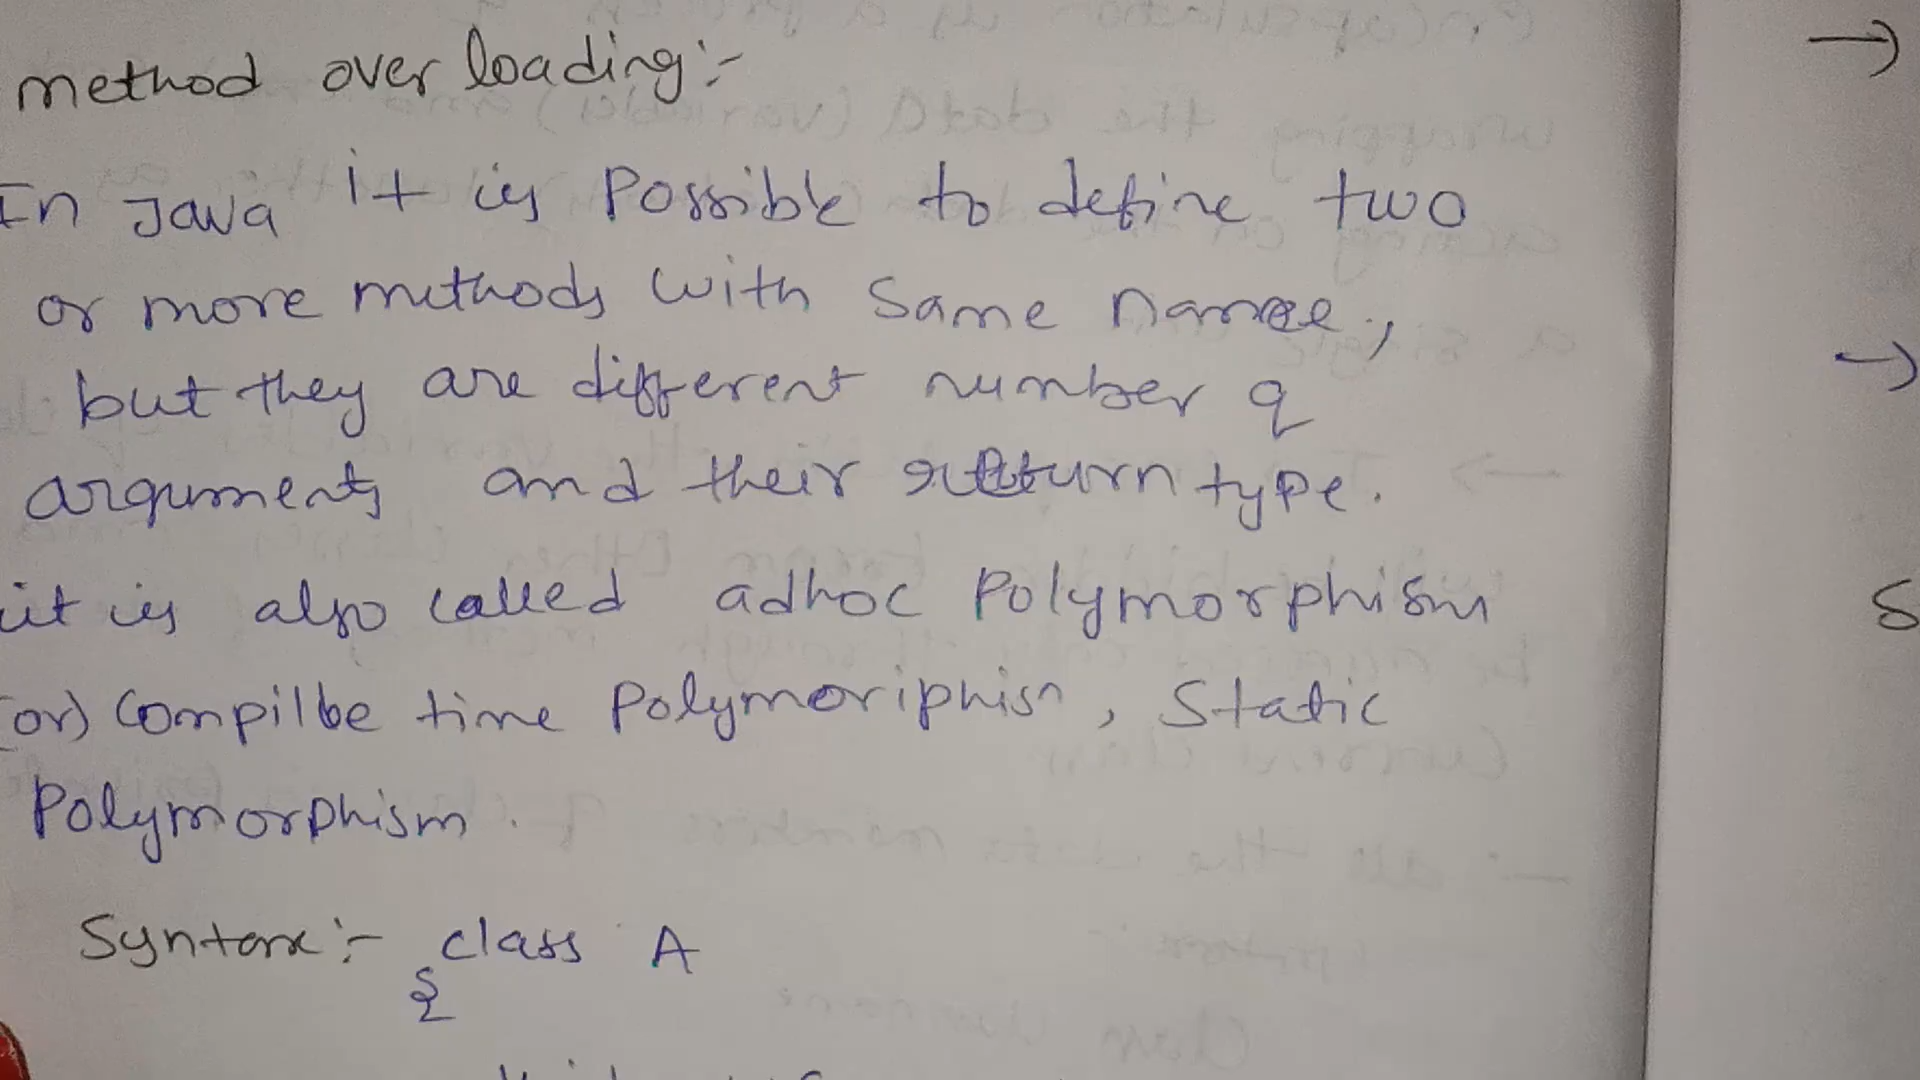 method over loading:-
In Java it is possible to define two
or more methods with same name,
but they are different number of
arguments and their return type.
it is also called adhoc Polymorphism
(or) Compilbe time Polymoriphism, Static
Polymorphism.
Syntax:- class A
{